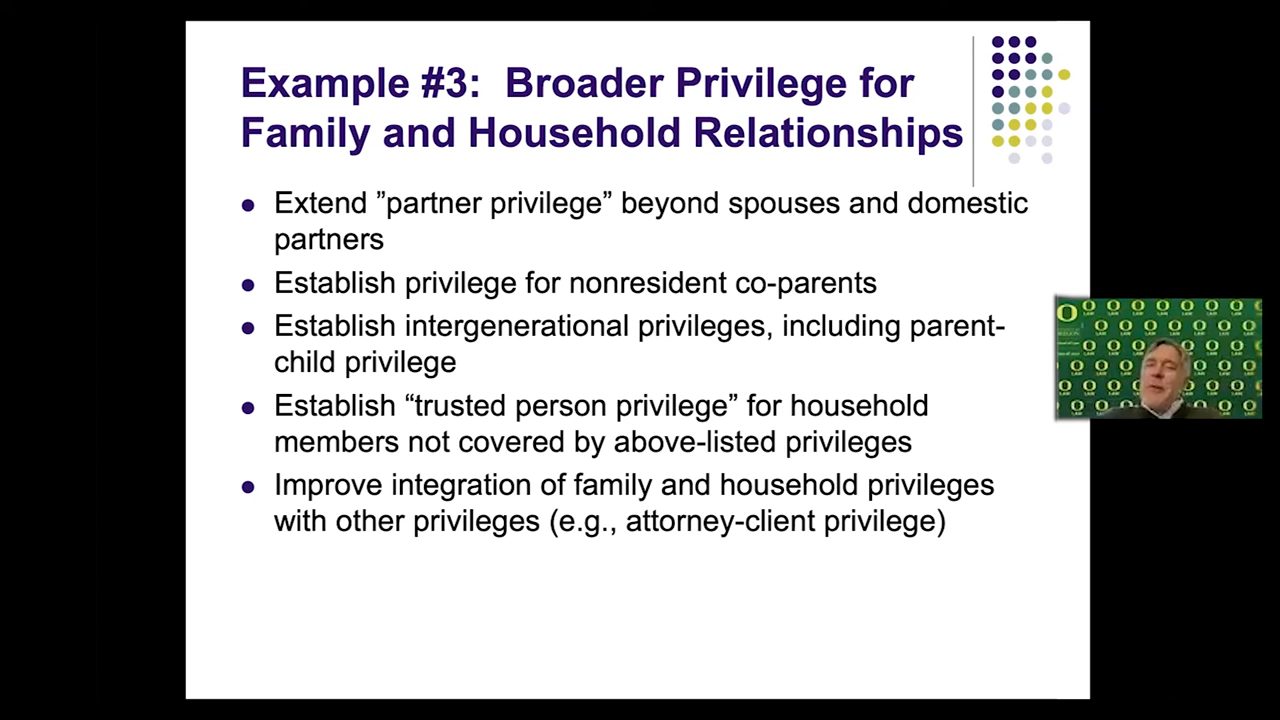 Example #3: Broader Privilege for
Family and Household Relationships
Extend ”partner privilege” beyond spouses and domestic
partners
Establish privilege for nonresident co-parents
Establish intergenerational privileges, including parent-
child privilege
Establish “trusted person privilege” for household
members not covered by above-listed privileges
Improve integration of family and household privileges
with other privileges (e.g., attorney-client privilege)